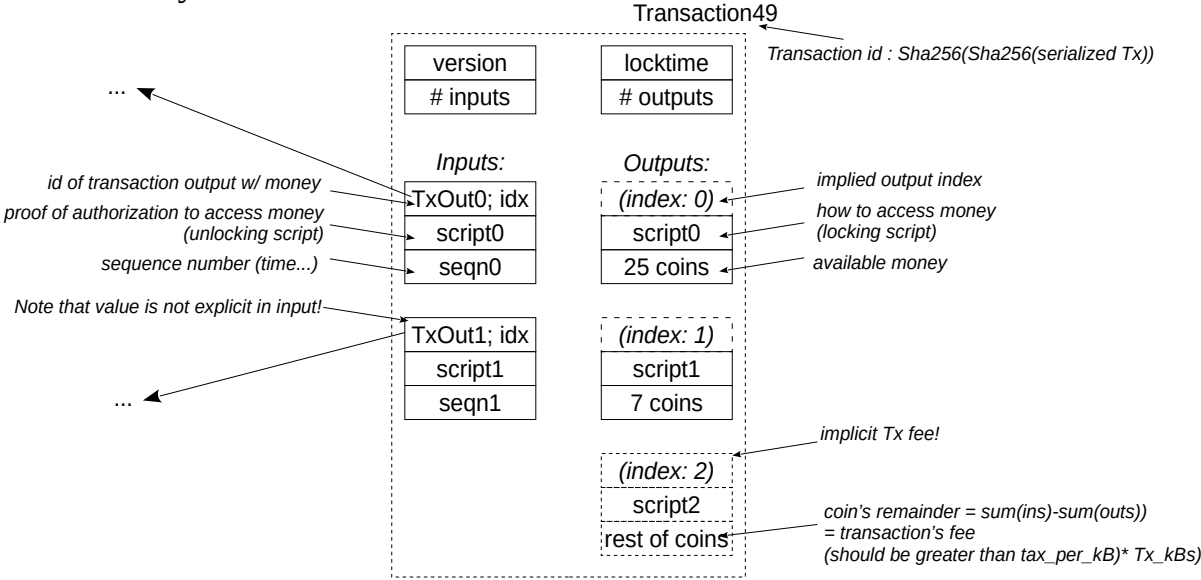 Transaction49
Transaction id : Sha256(Sha256(serialized Tx))
version
# inputs
locktime
# outputs
...
Inputs:
Outputs:
id of transaction output w/ money
TxOut0; idx
(index: 0)
implied output index
proof of authorization to access money
(unlocking script)
script0
script0
how to access money
(locking script)
sequence number (time...)
seqn0
25 coins
available money
Note that value is not explicit in input!
TxOut1; idx
(index: 1)
script1
script1
...
seqn1
7 coins
implicit Tx fee!
(index: 2)
script2
rest of coins
coin's remainder = sum(ins)-sum(outs))
= transaction's fee
(should be greater than tax_per_kB)* Tx_kBs)